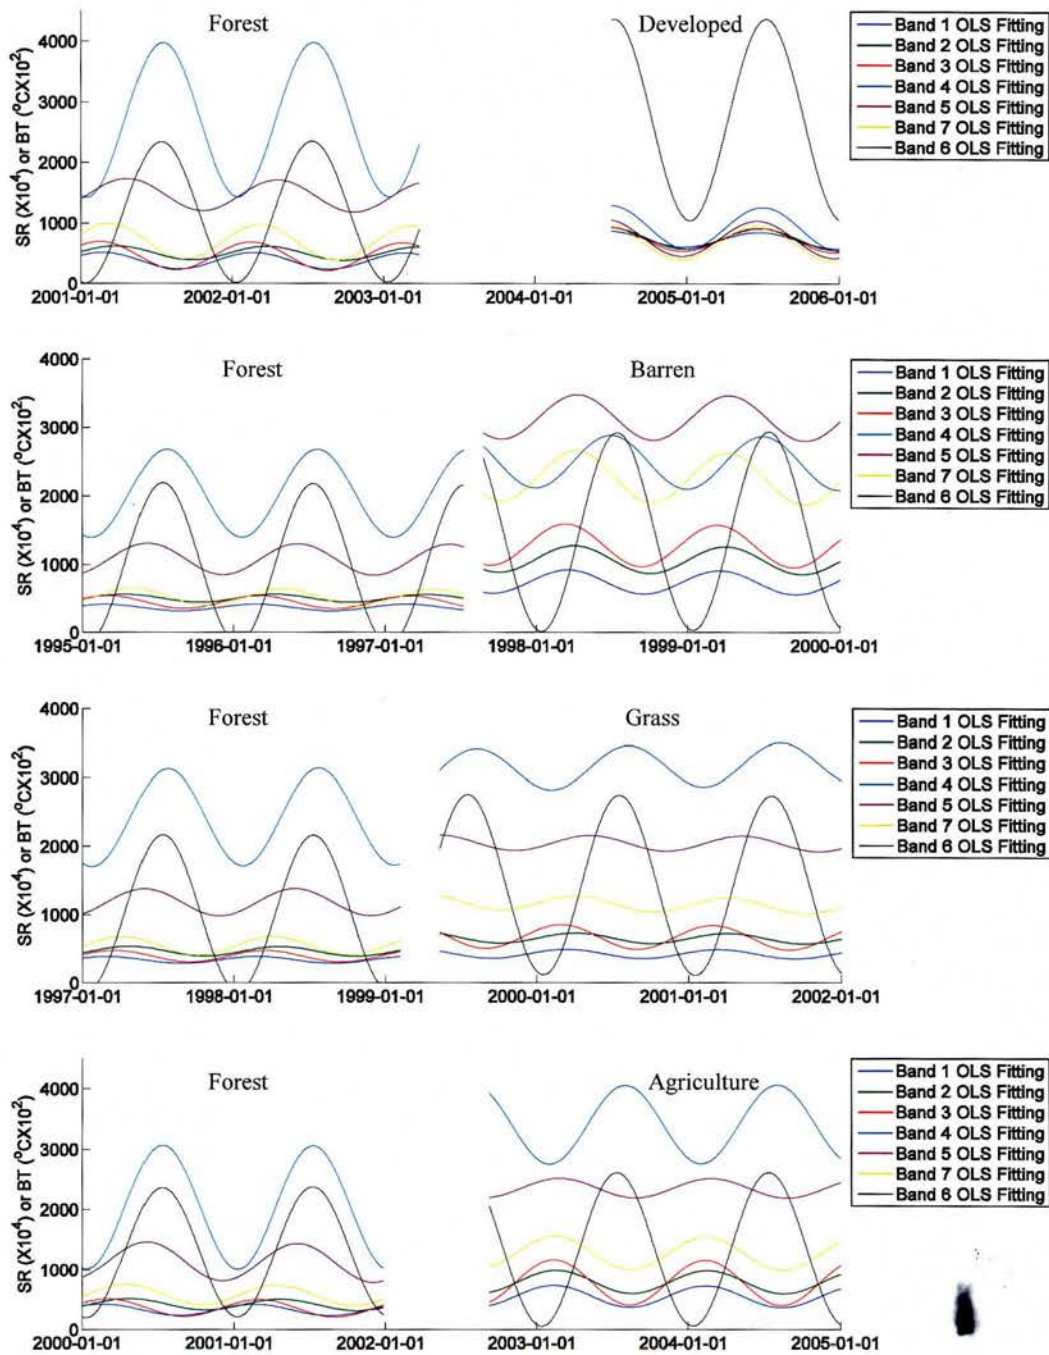 Forest
Developed
SR (X10⁴) or BT (°CX10²)
4000
3000
2000
1000
0
2001-01-01
2002-01-01
2003-01-01
2004-01-01
2005-01-01
2006-01-01
Band 1 OLS Fitting
Band 2 OLS Fitting
Band 3 OLS Fitting
Band 4 OLS Fitting
Band 5 OLS Fitting
Band 7 OLS Fitting
Band 6 OLS Fitting
Forest
Barren
SR (X10⁴) or BT (°CX10²)
4000
3000
2000
1000
0
1995-01-01
1996-01-01
1997-01-01
1998-01-01
1999-01-01
2000-01-01
Band 1 OLS Fitting
Band 2 OLS Fitting
Band 3 OLS Fitting
Band 4 OLS Fitting
Band 5 OLS Fitting
Band 7 OLS Fitting
Band 6 OLS Fitting
Forest
Grass
SR (X10⁴) or BT (°CX10²)
4000
3000
2000
1000
0
1997-01-01
1998-01-01
1999-01-01
2000-01-01
2001-01-01
2002-01-01
Band 1 OLS Fitting
Band 2 OLS Fitting
Band 3 OLS Fitting
Band 4 OLS Fitting
Band 5 OLS Fitting
Band 7 OLS Fitting
Band 6 OLS Fitting
Forest
Agriculture
SR (X10⁴) or BT (°CX10²)
4000
3000
2000
1000
0
2000-01-01
2001-01-01
2002-01-01
2003-01-01
2004-01-01
2005-01-01
Band 1 OLS Fitting
Band 2 OLS Fitting
Band 3 OLS Fitting
Band 4 OLS Fitting
Band 5 OLS Fitting
Band 7 OLS Fitting
Band 6 OLS Fitting